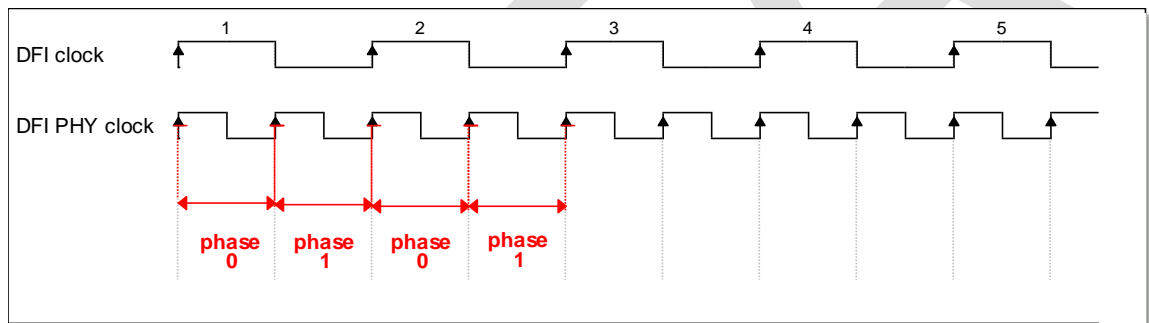 1 2 3 4 5
DFI clock
DFI PHY clock
phase phase phase phase
0 1 0 1